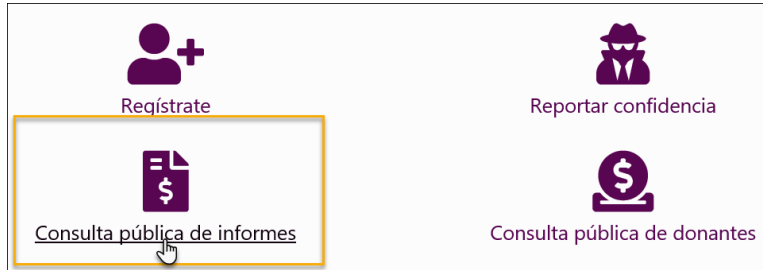 Regístrate
Reportar confidencia
$
Consulta pública de informes
$
Consulta pública de donantes